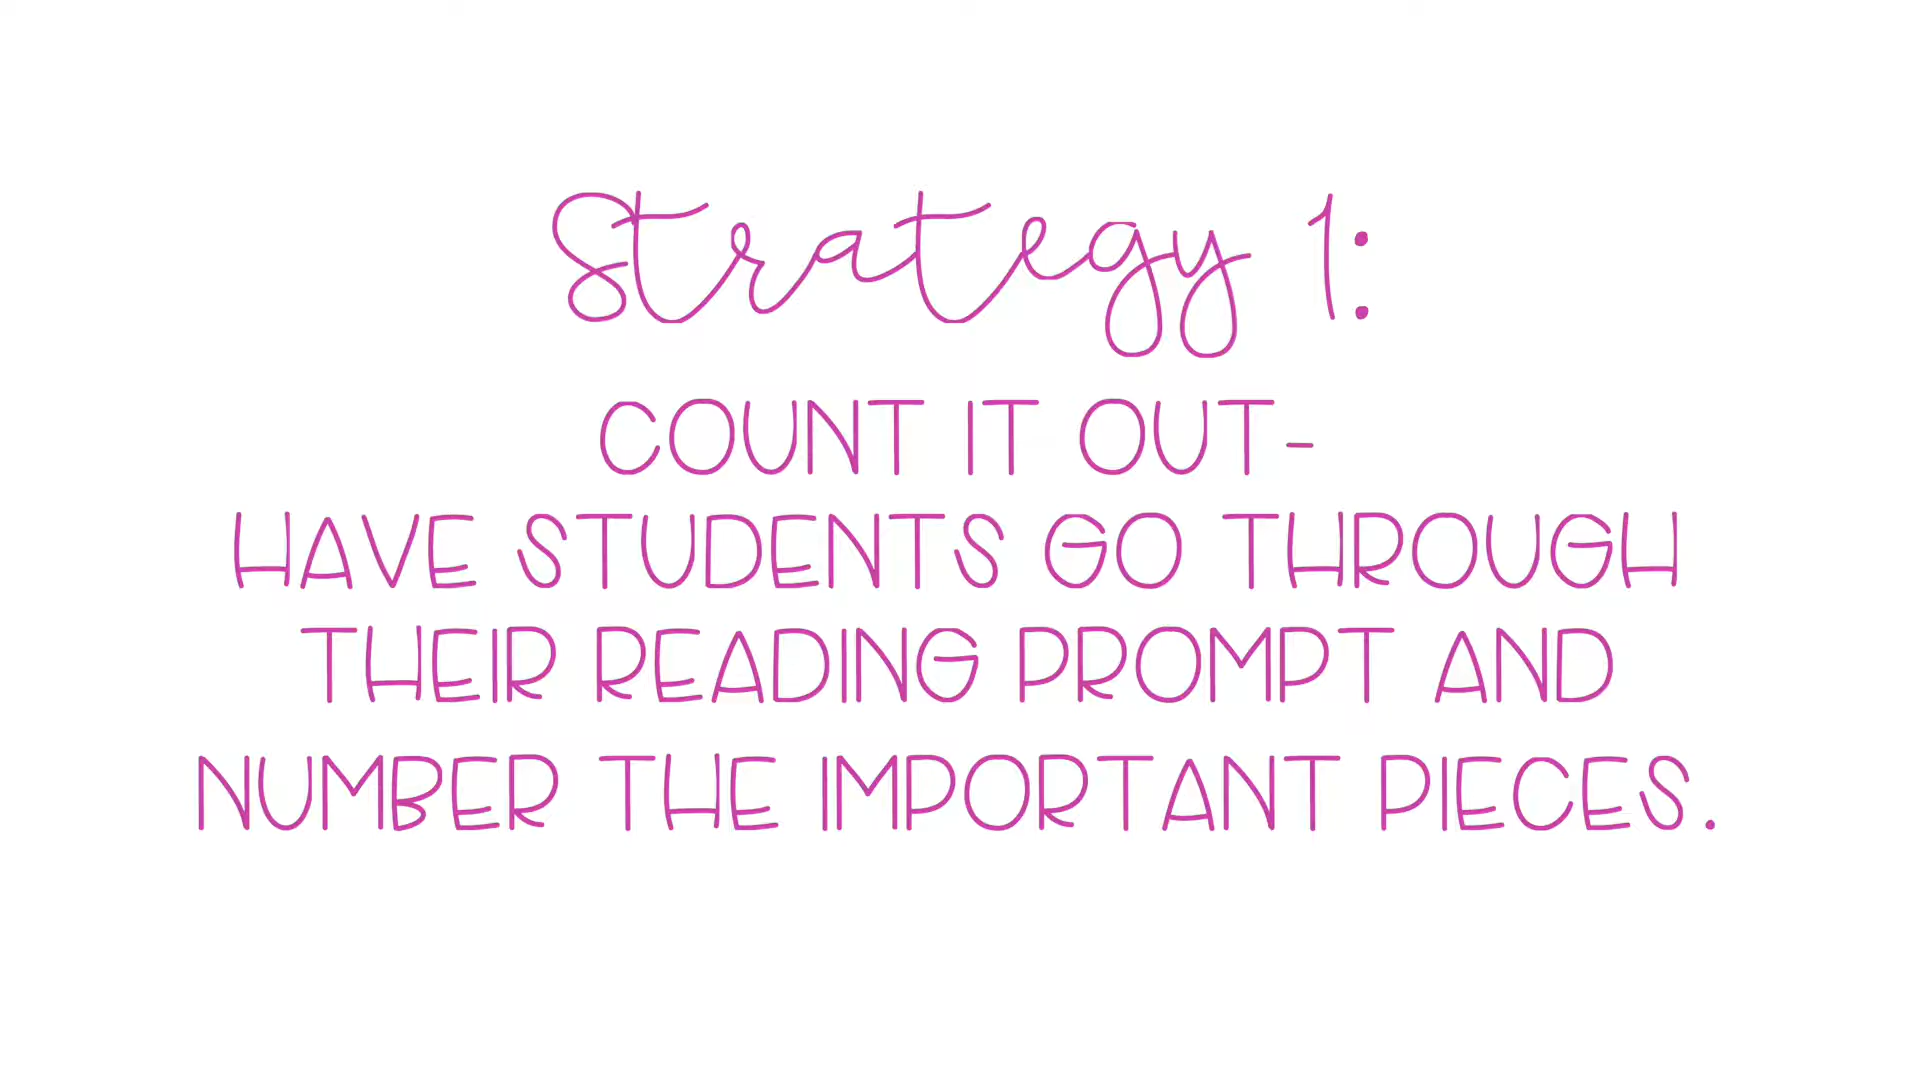 Strategy 1:
COUNT IT OUT-
HAVE STUDENTS GO THROUGH
THEIR READING PROMPT AND
NUMBER THE IMPORTANT PIECES.